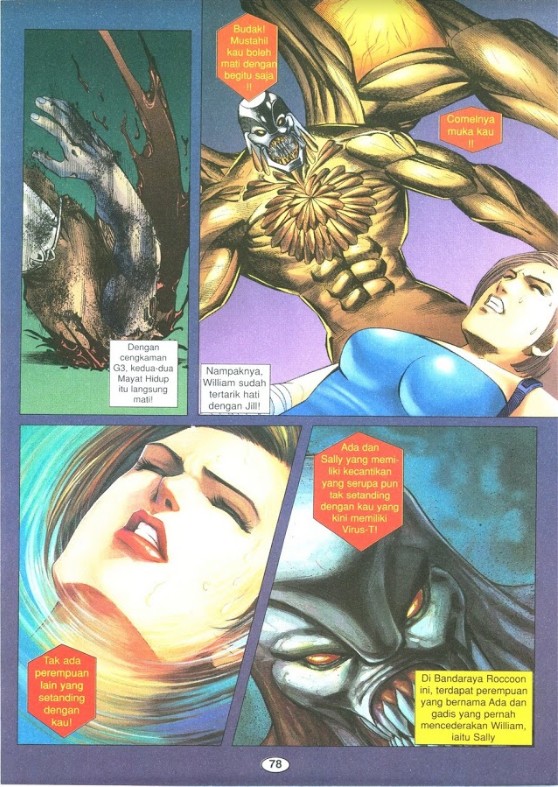 Budak!
Mustahil
kau boleh
mati dengan
begitu saja
!!
Comelnya
muka kau
!!
Dengan
cengkaman
G3, kedua-dua
Mayat Hidup
itu langsung
mati!
Nampaknya,
William sudah
tertarik hati
dengan Jill!
Tak ada
perempuan
lain yang
setanding
dengan
kau!
Ada dan
Sally yang memi-
liki kecantikan
yang serupa pun
tak setanding
dengan kau yang
kini memiliki
Virus-T!
Di Bandaraya Roccoon
ini, terdapat perempuan
yang bernama Ada dan
gadis yang pernah
mencederakan William,
iaitu Sally
78